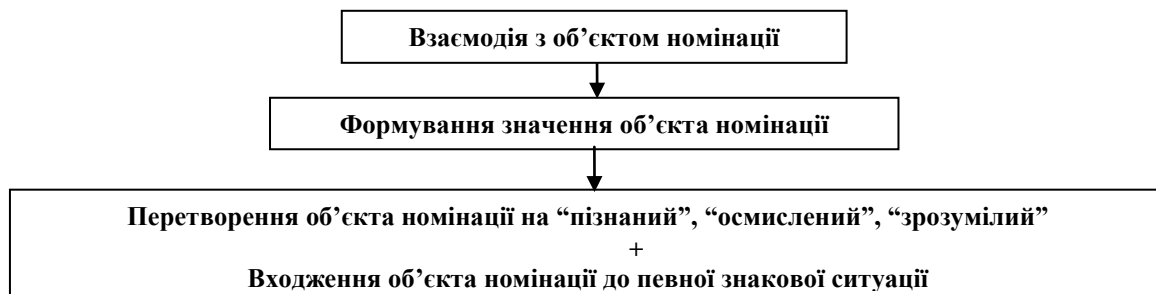 Взаємодія з об’єктом номінації
Формування значення об’єкта номінації
Перетворення об’єкта номінації на “пізнаний”, “осмислений”, “зрозумілий”
+
Входження об’єкта номінації до певної знакової ситуації